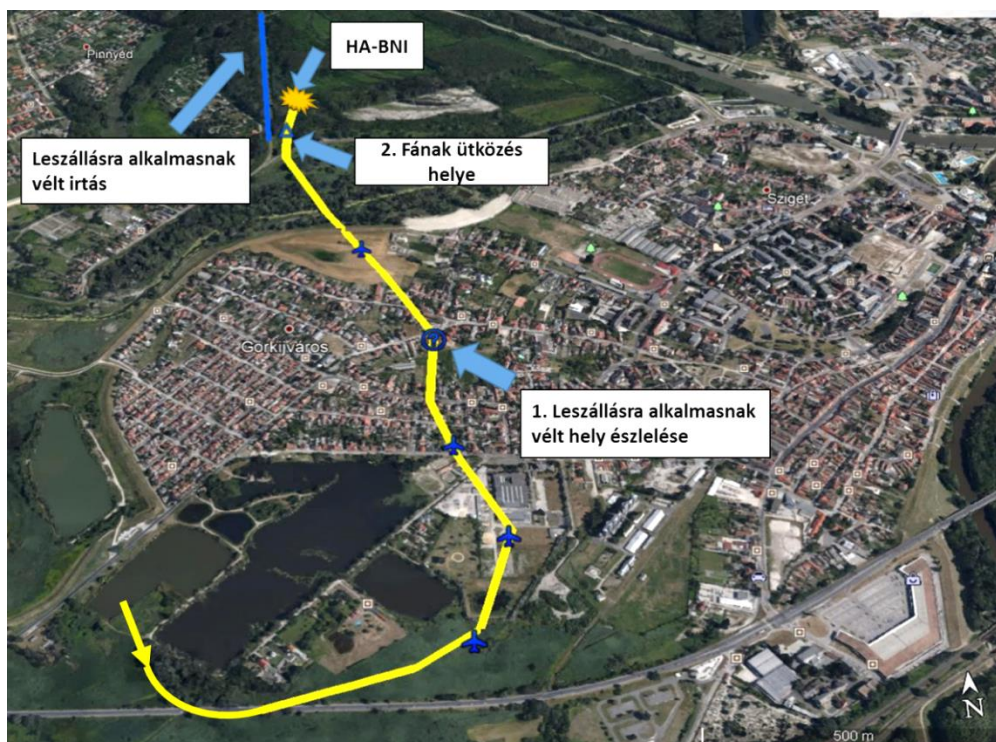 Pinnyéd
HA-BNI
Leszállásra alkalmasnak
vélt irtás
2. Fának ütközés
helye
Sziget
Gorkijváros
1. Leszállásra alkalmasnak
vélt hely észlelése
N
500 m